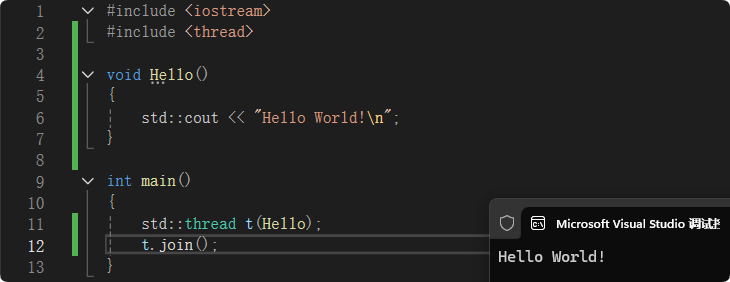 1 #include <iostream>
2 #include <thread>
3
4 void Hello()
5 {
6 std::cout << "Hello World!\n";
7 }
8
9 int main()
10 {
11 std::thread t(Hello);
12 t.join();
13 }
Microsoft Visual Studio 调试
Hello World!